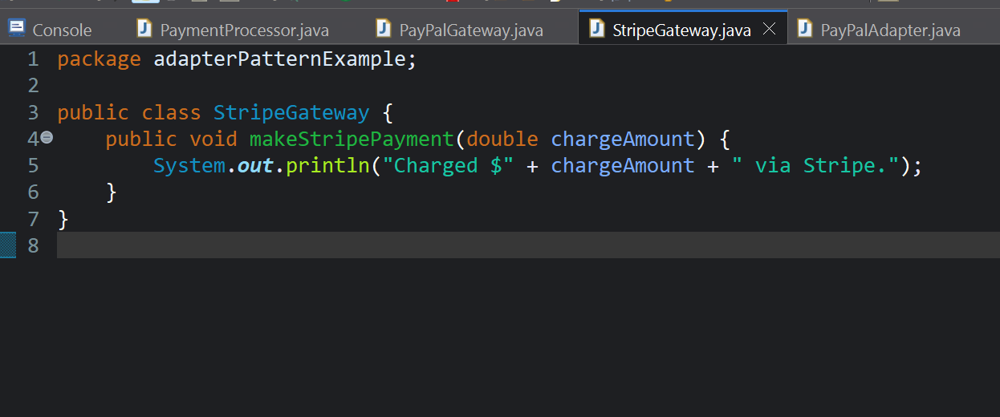 Console PaymentProcessor.java PayPalGateway.java StripeGateway.java PayPalAdapter.java
1 package adapterPatternExample;
2
3 public class StripeGateway {
4 public void makeStripePayment(double chargeAmount) {
5 System.out.println("Charged $" + chargeAmount + " via Stripe.");
6 }
7 }
8